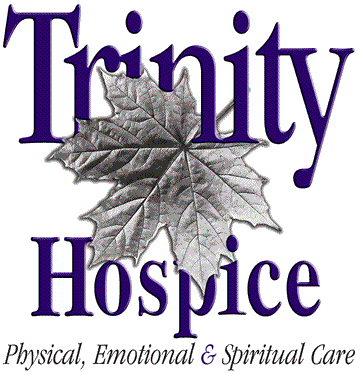 Trinity
Hospice
Physical, Emotional & Spiritual Care